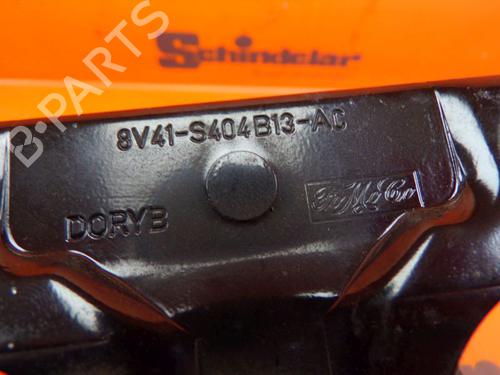 Schindelar
8V41-S404B13-AC
DORYB
FoMoCo
B-PARTS